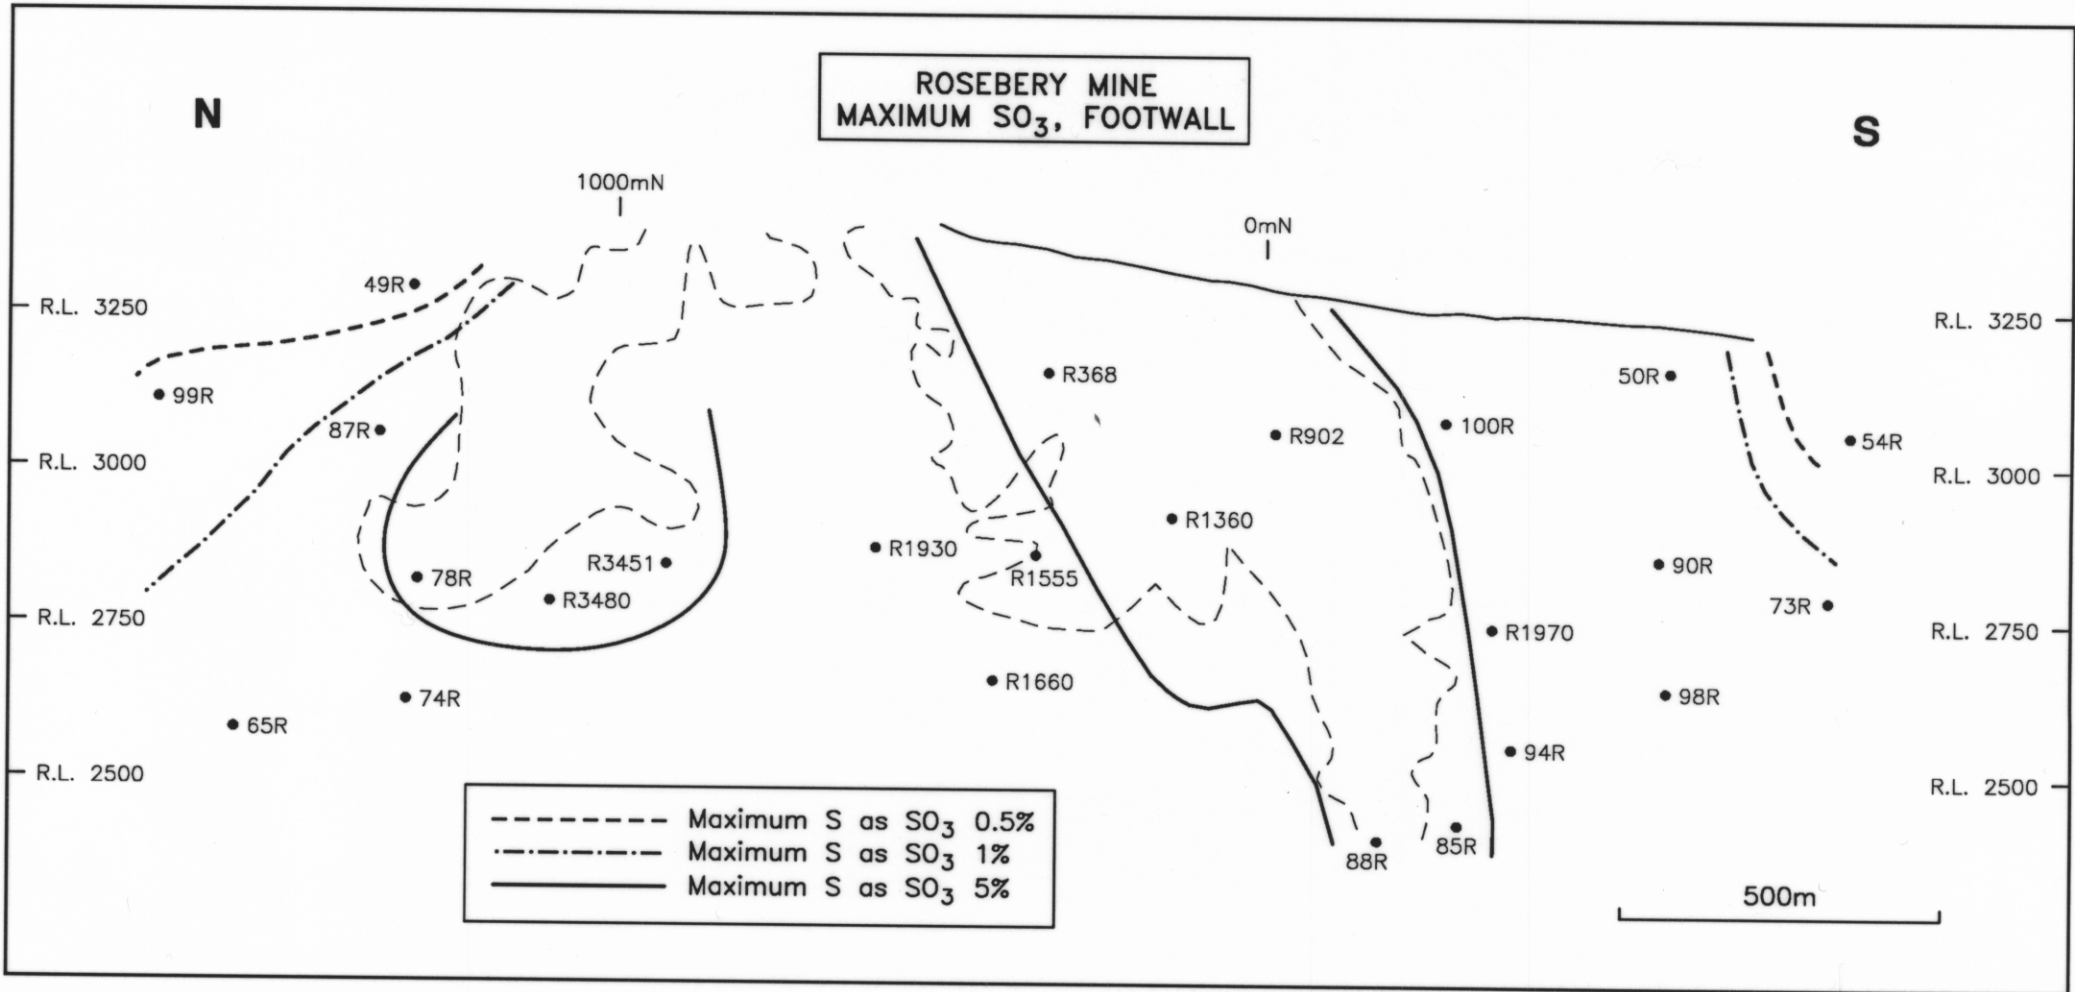 ROSEBERY MINE
MAXIMUM SO3, FOOTWALL
N
S
1000mN
0mN
49R
R.L. 3250
R.L. 3250
99R
R368
50R
87R
R902
100R
54R
R.L. 3000
R.L. 3000
R1360
R1930
R3451
R1555
90R
78R
R3480
73R
R.L. 2750
R.L. 2750
R1970
R1660
74R
98R
65R
94R
R.L. 2500
R.L. 2500
Maximum S as SO3 0.5%
Maximum S as SO3 1%
Maximum S as SO3 5%
88R
85R
500m